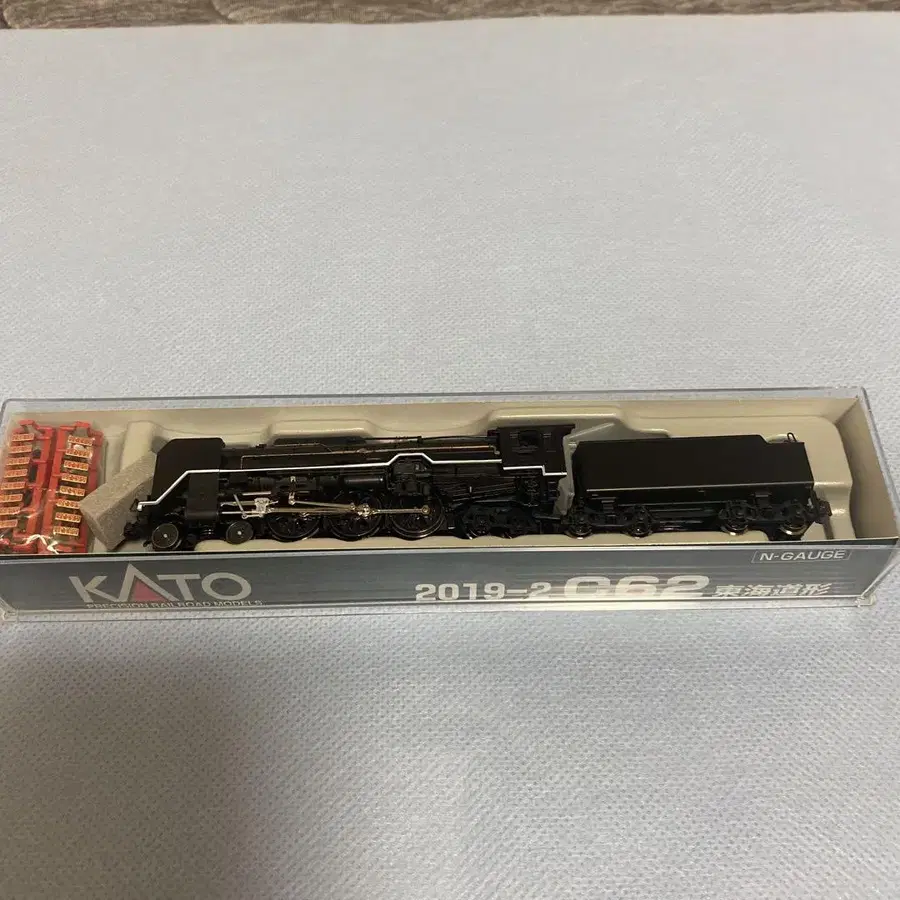 N-GAUGE
KATO 2019-2 C62 東海道形
PRECISION RAILROAD MODELS